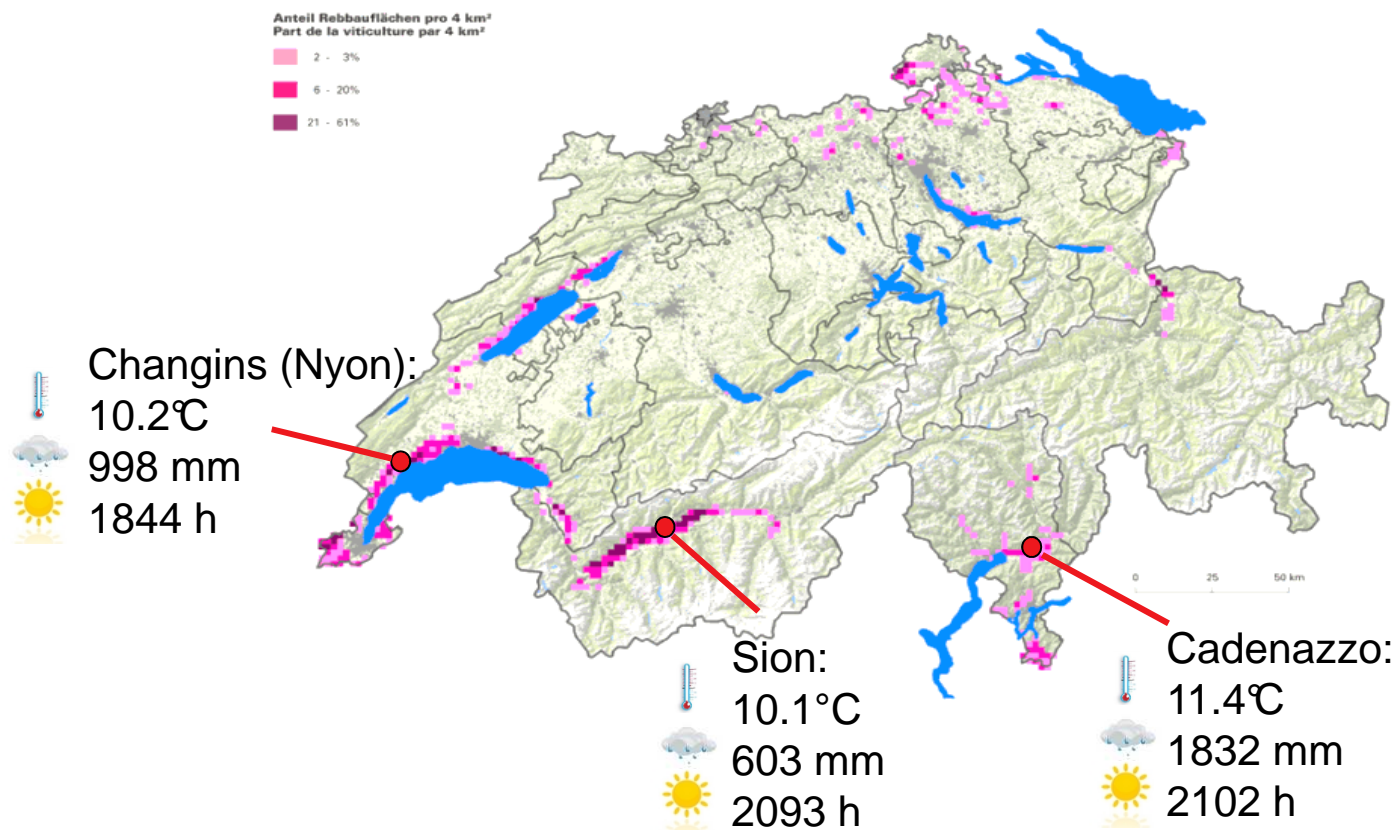 Anteil Rebbauflächen pro 4 km²
Part de la viticulture par 4 km²
2 - 3%
6 - 20%
21 - 61%
Changins (Nyon):
10.2°C
998 mm
1844 h
0 25 50 km
Sion:
10.1°C
603 mm
2093 h
Cadenazzo:
11.4°C
1832 mm
2102 h